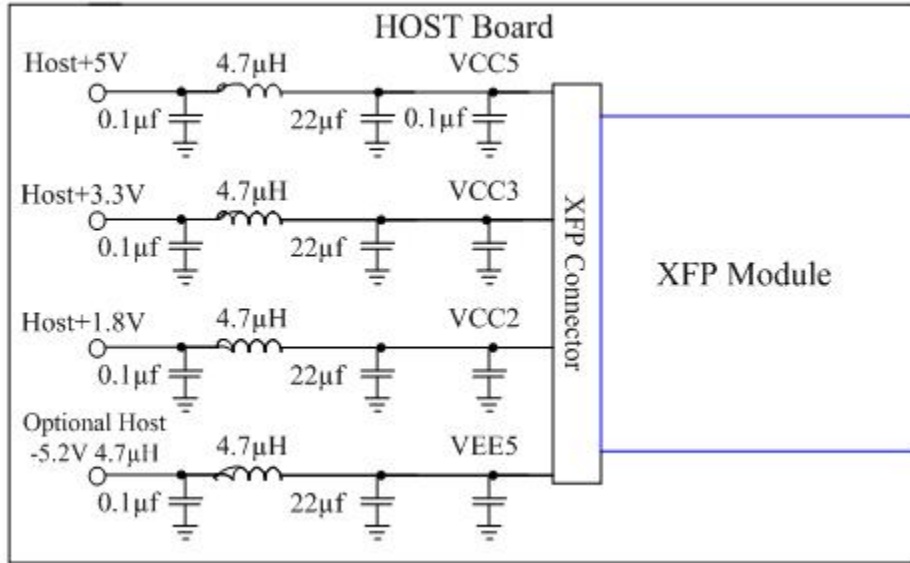 HOST Board
Host+5V
4.7µH
VCC5
0.1µf
22µf
0.1µf
Host+3.3V
4.7µH
VCC3
0.1µf
22µf
Host+1.8V
4.7µH
VCC2
0.1µf
22µf
Optional Host
-5.2V 4.7µH
4.7µH
VEE5
0.1µf
22µf
XFP Connector
XFP Module